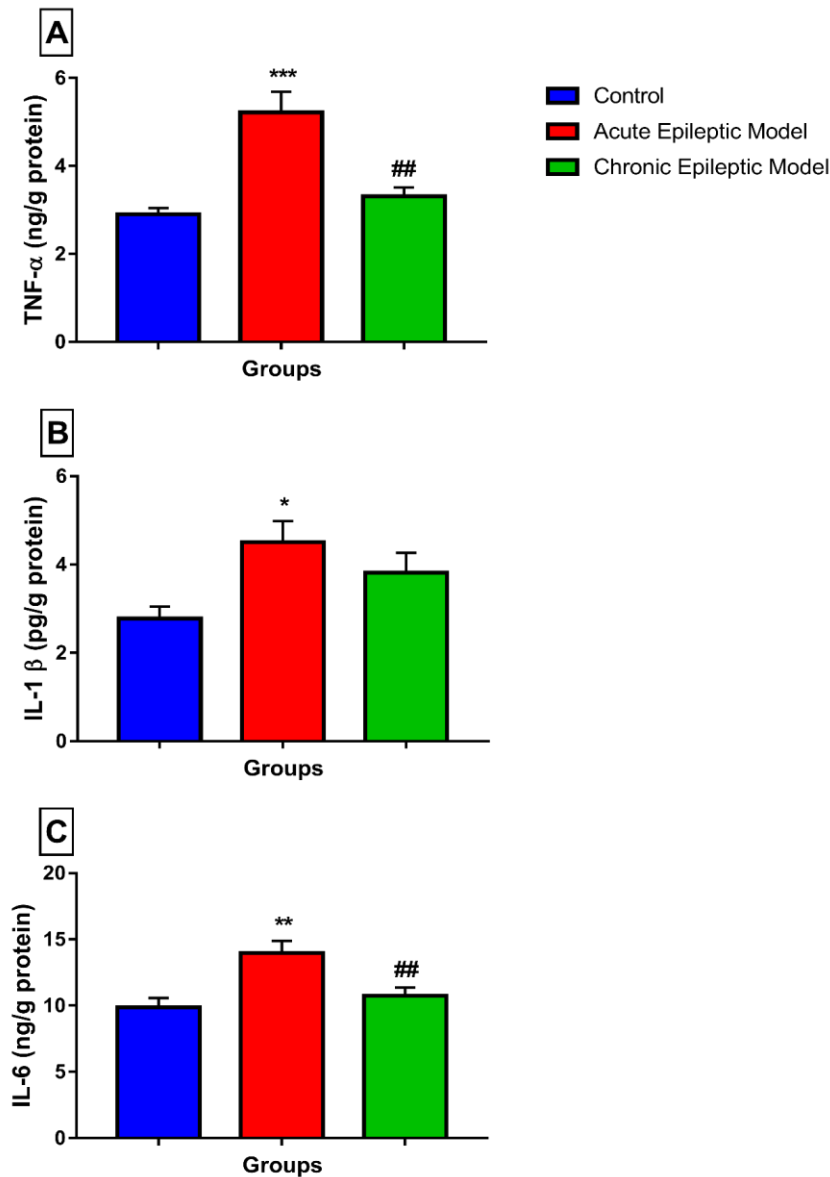 A
TNF-α (ng/g protein)
6
4
2
0
***
##
Groups
Control
Acute Epileptic Model
Chronic Epileptic Model
B
IL-1 β (pg/g protein)
6
4
2
0
*
Groups
C
IL-6 (ng/g protein)
20
15
10
5
0
**
##
Groups